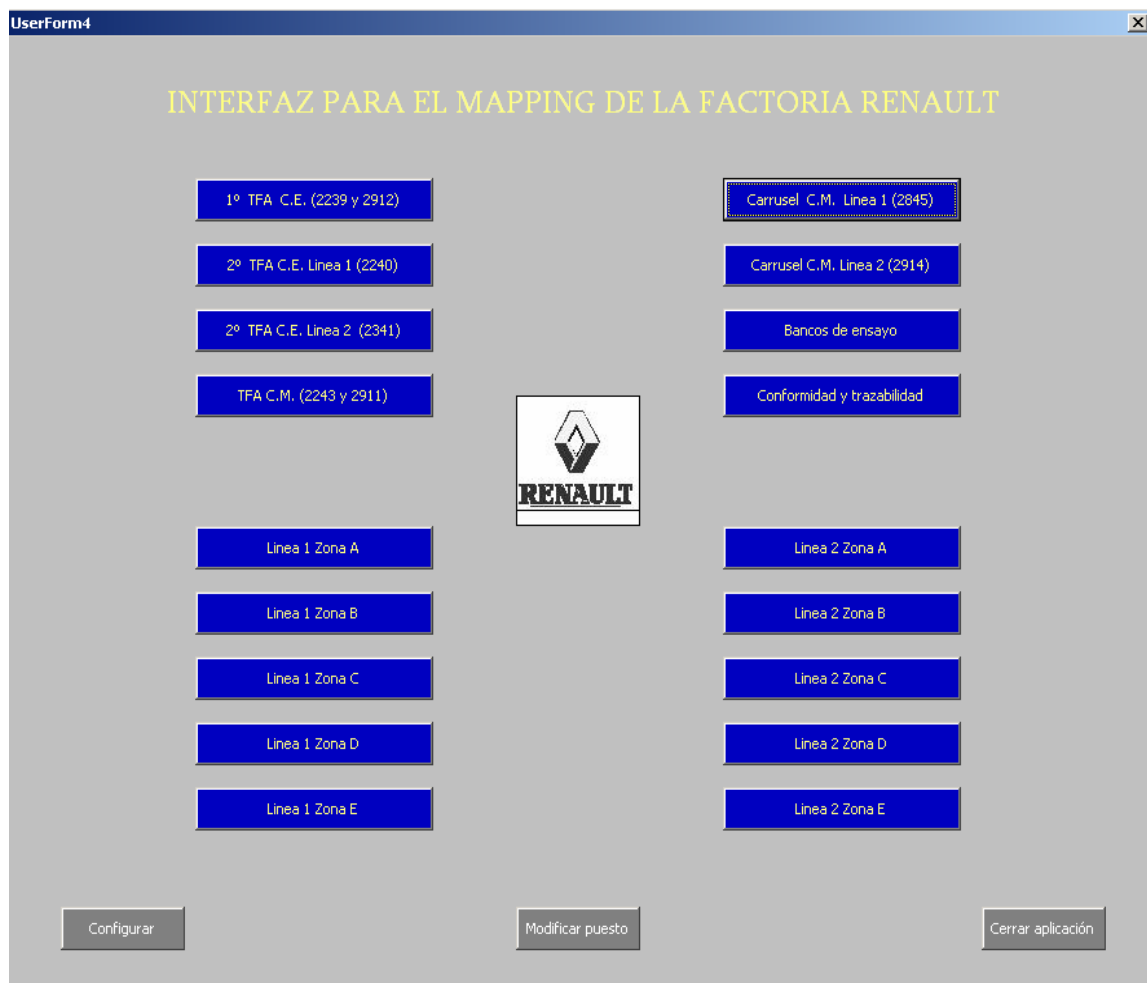 UserForm4
INTERFAZ PARA EL MAPPING DE LA FACTORIA RENAULT
1º TFA C.E. (2239 y 2912)
2º TFA C.E. Linea 1 (2240)
2º TFA C.E. Linea 2 (2341)
TFA C.M. (2243 y 2911)
Carrusel C.M. Linea 1 (2845)
Carrusel C.M. Linea 2 (2914)
Bancos de ensayo
Conformidad y trazabilidad
RENAULT
Linea 1 Zona A
Linea 1 Zona B
Linea 1 Zona C
Linea 1 Zona D
Linea 1 Zona E
Linea 2 Zona A
Linea 2 Zona B
Linea 2 Zona C
Linea 2 Zona D
Linea 2 Zona E
Configurar
Modificar puesto
Cerrar aplicación